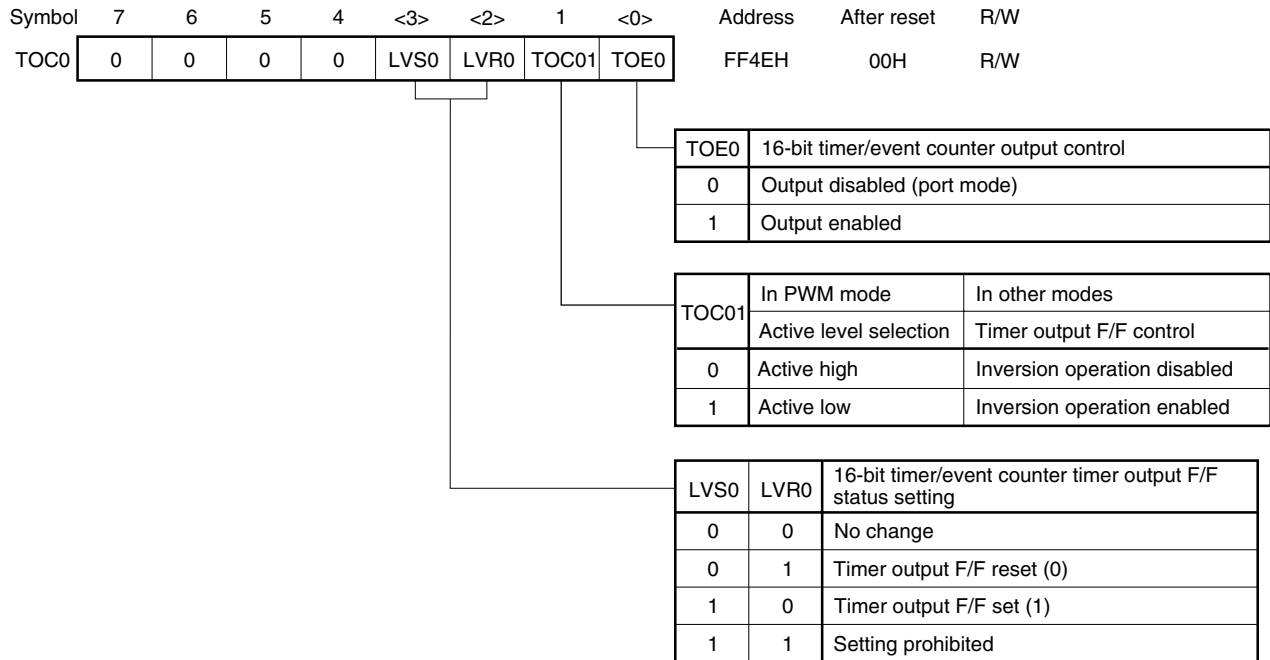 Symbol 7 6 5 4 <3> <2> 1 <0> Address After reset R/W
TOC0 0 0 0 0 LVS0 LVR0 TOC01 TOE0 FF4EH 00H R/W
TOE0 16-bit timer/event counter output control
0 Output disabled (port mode)
1 Output enabled
TOC01 In PWM mode In other modes
Active level selection Timer output F/F control
0 Active high Inversion operation disabled
1 Active low Inversion operation enabled
LVS0 LVR0 16-bit timer/event counter timer output F/F
status setting
0 0 No change
0 1 Timer output F/F reset (0)
1 0 Timer output F/F set (1)
1 1 Setting prohibited